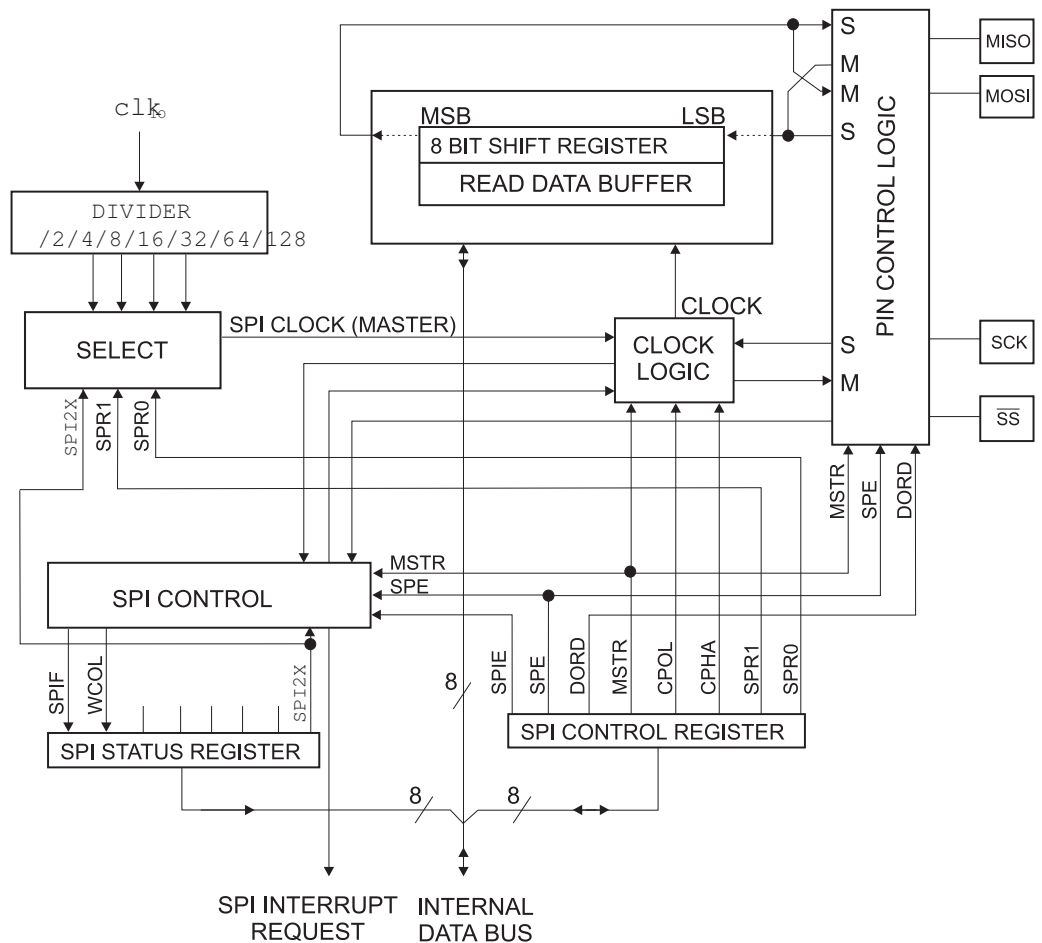 S
MISO
M
M
MOSI
S
MSB
LSB
8 BIT SHIFT REGISTER
READ DATA BUFFER
PIN CONTROL LOGIC
clkIO
DIVIDER
/2/4/8/16/32/64/128
SELECT
SPI CLOCK (MASTER)
CLOCK
CLOCK
LOGIC
S
M
SCK
SS
SPI2X
SPR1
SPR0
MSTR
SPE
DORD
SPI CONTROL
MSTR
SPE
SPIF
WCOL
SPI2X
SPI STATUS REGISTER
8
SPIE
SPE
DORD
MSTR
CPOL
CPHA
SPR1
SPR0
SPI CONTROL REGISTER
8
8
SPI INTERRUPT
REQUEST
INTERNAL
DATA BUS